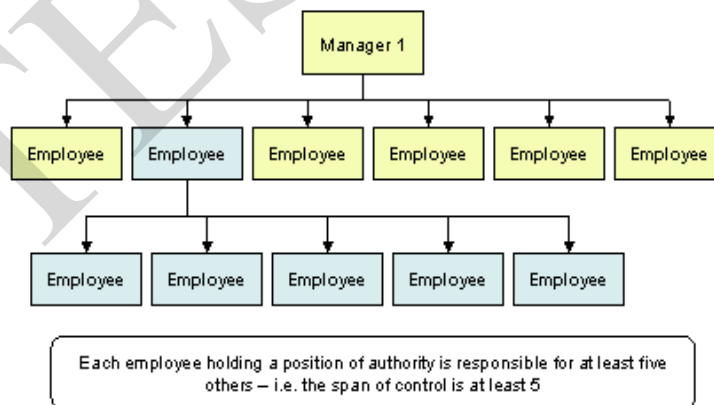 Manager 1
Employee Employee Employee Employee Employee Employee
Employee Employee Employee Employee Employee
Each employee holding a position of authority is responsible for at least five
others – i.e. the span of control is at least 5